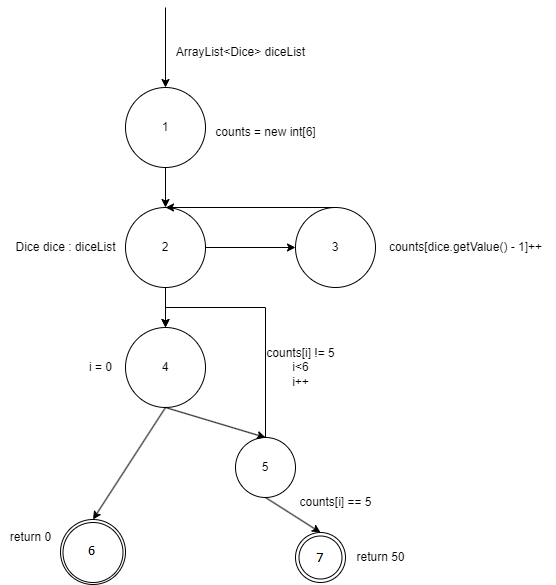 ArrayList<Dice> diceList
1
counts = new int[6]
Dice dice : diceList
2
3
counts[dice.getValue() - 1]++
counts[i] != 5
i<6
i++
i = 0
4
5
counts[i] == 5
return 0
6
7
return 50